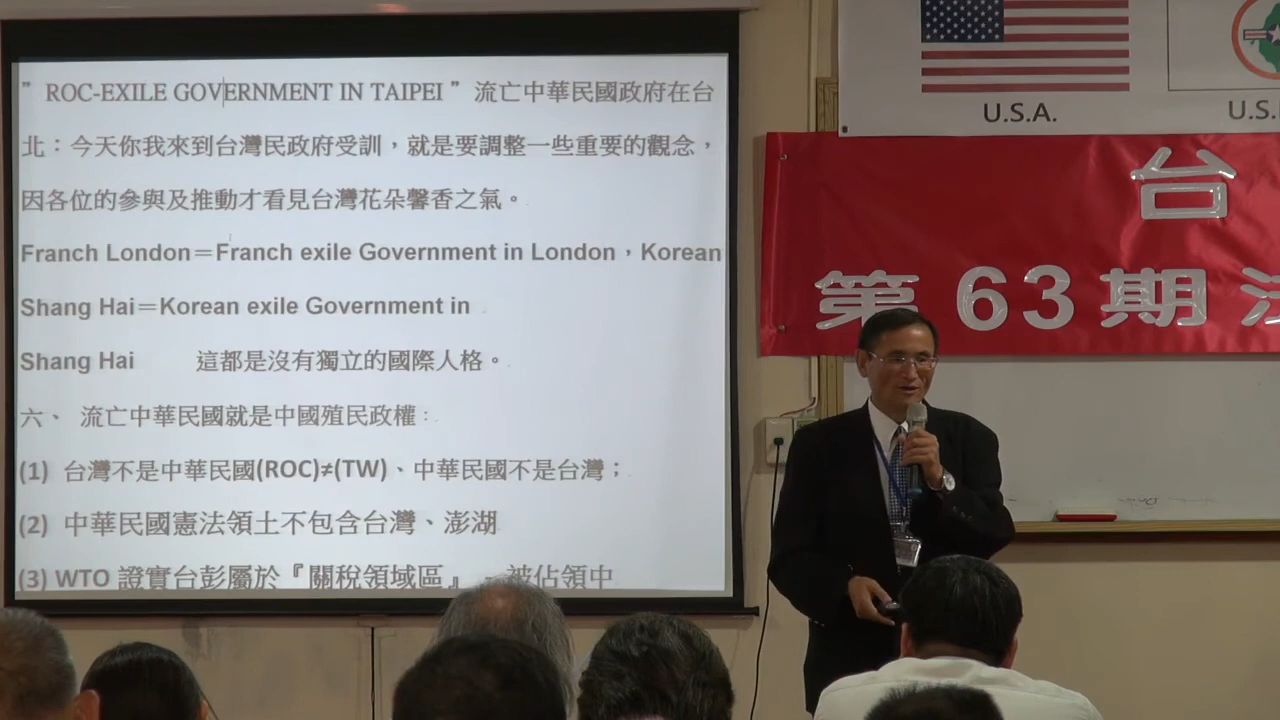 ” ROC-EXILE GOVERNMENT IN TAIPEI ” 流亡中華民國政府在台
北：今天你我來到台灣民政府受訓，就是要調整一些重要的觀念，
因各位的參與及推動才看見台灣花朵馨香之氣。
Franch London＝Franch exile Government in London，Korean
Shang Hai＝Korean exile Government in
Shang Hai 這都是沒有獨立的國際人格。
六、 流亡中華民國就是中國殖民政權：
(1) 台灣不是中華民國(ROC)≠(TW)、中華民國不是台灣；
(2) 中華民國憲法領土不包含台灣、澎湖
(3) WTO 證實台彭屬於『關稅領域區』 – 被佔領中
U.S.A.
U.S.
台
第 63 期